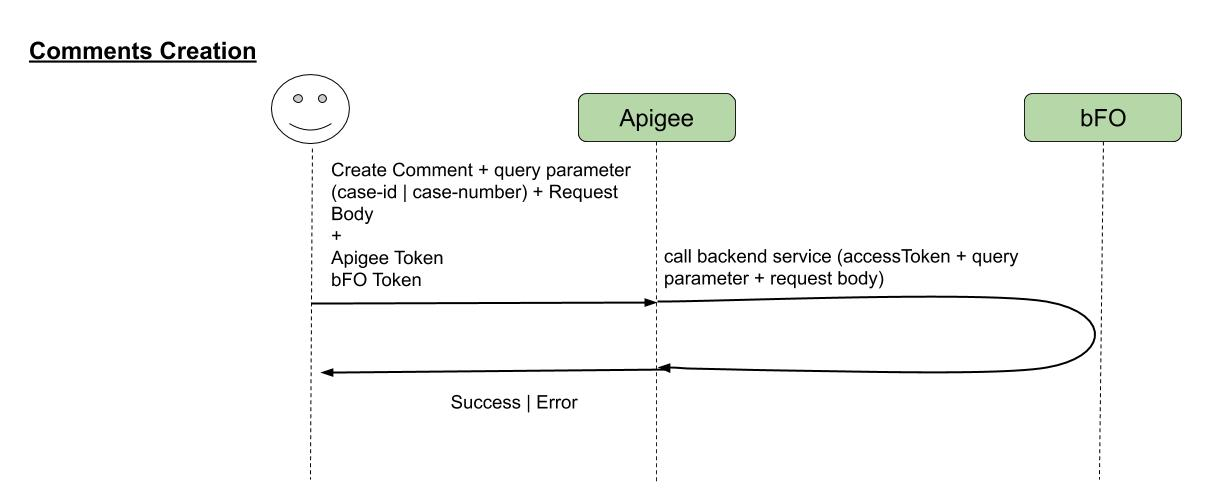 Comments Creation
Apigee
bFO
Create Comment + query parameter
(case-id | case-number) + Request
Body
+
Apigee Token
bFO Token
call backend service (accessToken + query
parameter + request body)
Success | Error